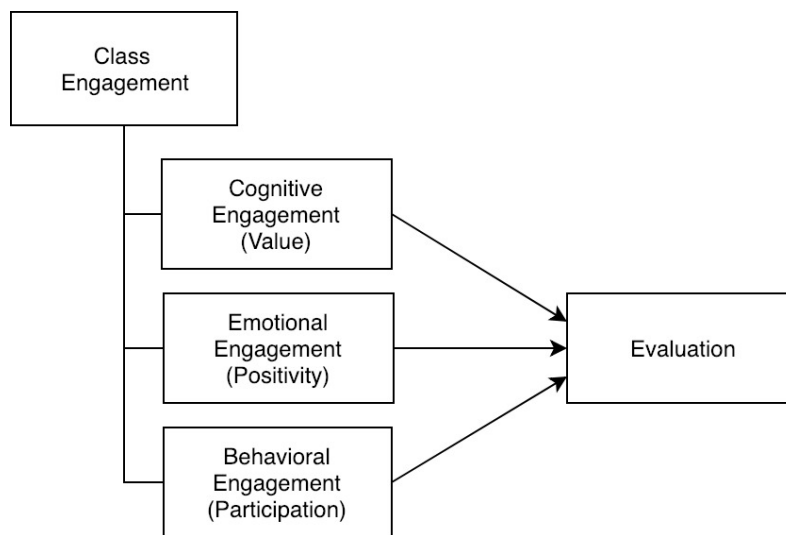 Class
Engagement
Cognitive
Engagement
(Value)
Emotional
Engagement
(Positivity)
Evaluation
Behavioral
Engagement
(Participation)